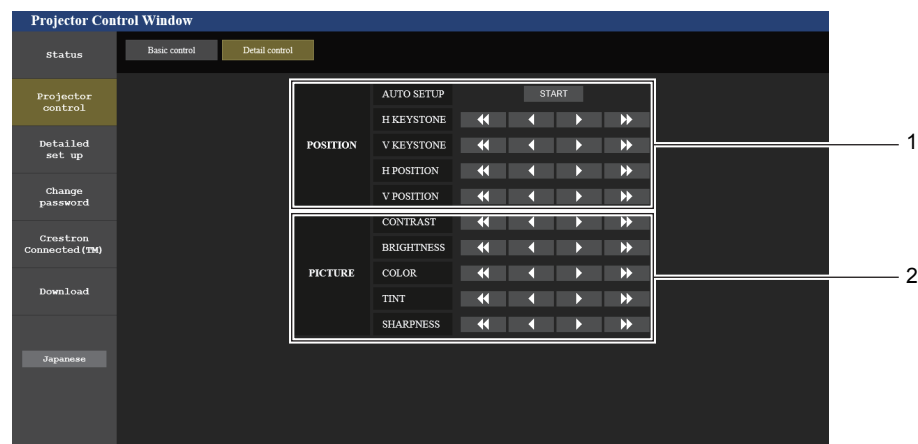 Projector Control Window
Status
Basic control
Detail control
Projector
control
Detailed
set up
Change
password
Crestron
Connected(TM)
Download
Japanese
POSITION
AUTO SETUP
START
H KEYSTONE
V KEYSTONE
H POSITION
V POSITION
1
PICTURE
CONTRAST
BRIGHTNESS
COLOR
TINT
SHARPNESS
2